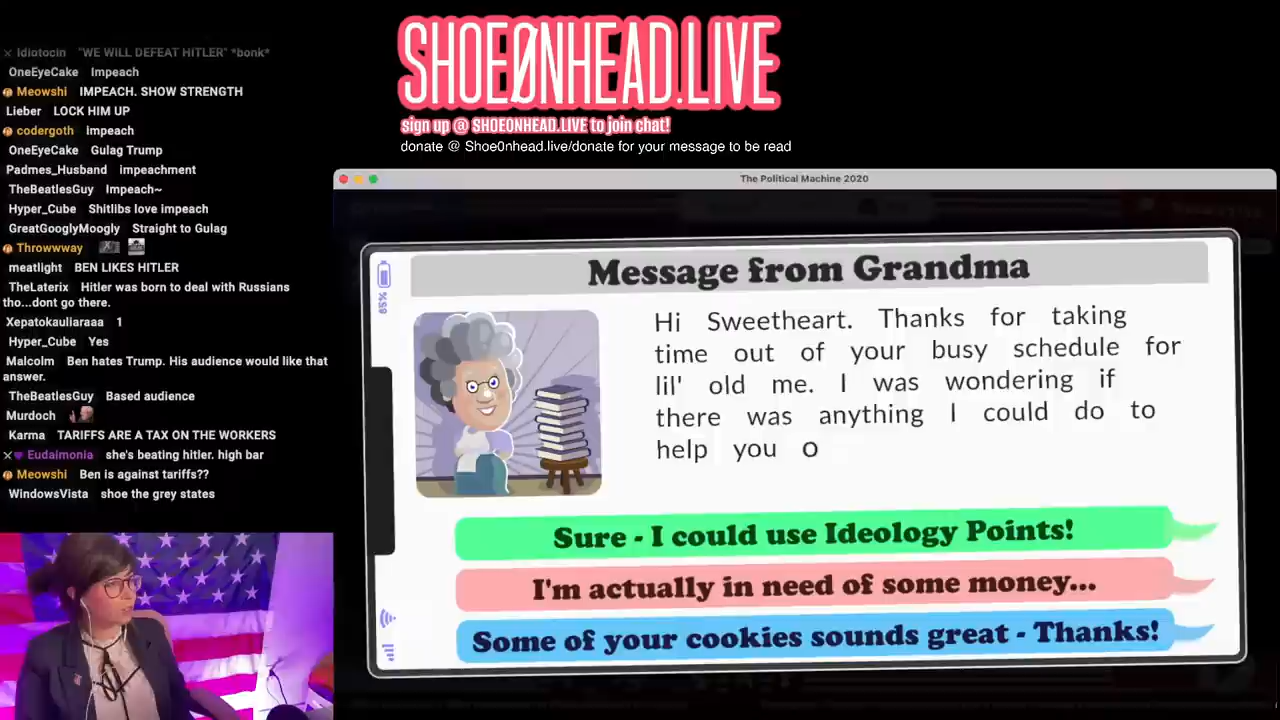 Idiotocin "WE WILL DEFEAT HITLER" *bonk*
OneEyeCake Impeach
Meowshi IMPEACH. SHOW STRENGTH
Lieber LOCK HIM UP
codergoth impeach
OneEyeCake Gulag Trump
Padmes_Husband impeachment
TheBeatlesGuy Impeach~
Hyper_Cube Shitlibs love impeach
GreatGooglyMoogly Straight to Gulag
Throwwway
meatlight BEN LIKES HITLER
TheLaterix Hitler was born to deal with Russians
tho...dont go there.
Xepatokauliaraaa 1
Hyper_Cube Yes
Malcolm Ben hates Trump. His audience would like that
answer.
TheBeatlesGuy Based audience
Murdoch
Karma TARIFFS ARE A TAX ON THE WORKERS
Eudaimonia she's beating hitler. high bar
Meowshi Ben is against tariffs??
WindowsVista shoe the grey states
SHOEØNHEAD.LIVE
sign up @ SHOE0NHEAD.LIVE to join chat!
donate @ Shoe0nhead.live/donate for your message to be read
The Political Machine 2020
65%
Message from Grandma
Hi Sweetheart. Thanks for taking
time out of your busy schedule for
lil' old me. I was wondering if
there was anything I could do to
help you o
Sure - I could use Ideology Points!
I'm actually in need of some money...
Some of your cookies sounds great - Thanks!